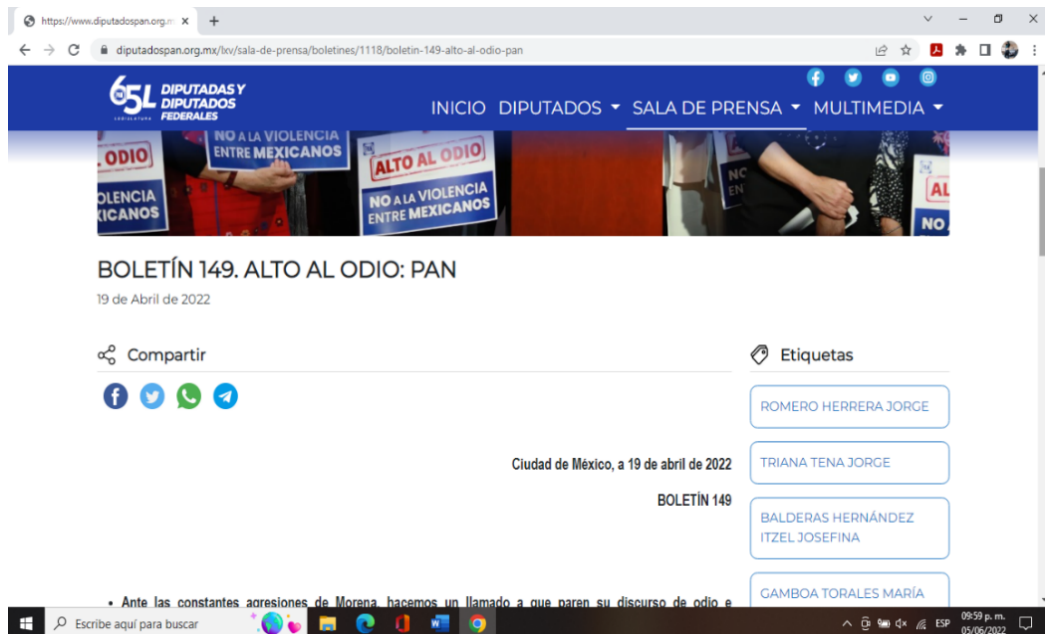 https://www.diputadospan.org.m
diputadospan.org.mx/lxv/sala-de-prensa/boletines/1118/boletin-149-alto-al-odio-pan
65L DIPUTADAS Y
DIPUTADOS
FEDERALES
LEGISLATURA
INICIO DIPUTADOS SALA DE PRENSA MULTIMEDIA
NO A LA VIOLENCIA
ENTRE MEXICANOS
ODIO
OLENCIA
ICANOS
ALTO AL ODIO
NO A LA VIOLENCIA
ENTRE MEXICANOS
NO
EN
AL
NO
BOLETÍN 149. ALTO AL ODIO: PAN
19 de Abril de 2022
Compartir
Etiquetas
ROMERO HERRERA JORGE
Ciudad de México, a 19 de abril de 2022
TRIANA TENA JORGE
BOLETÍN 149
BALDERAS HERNÁNDEZ
ITZEL JOSEFINA
GAMBOA TORALES MARÍA
• Ante las constantes agresiones de Morena, hacemos un llamado a que paren su discurso de odio e
Escribe aquí para buscar
ESP
09:59 p. m.
05/06/2022